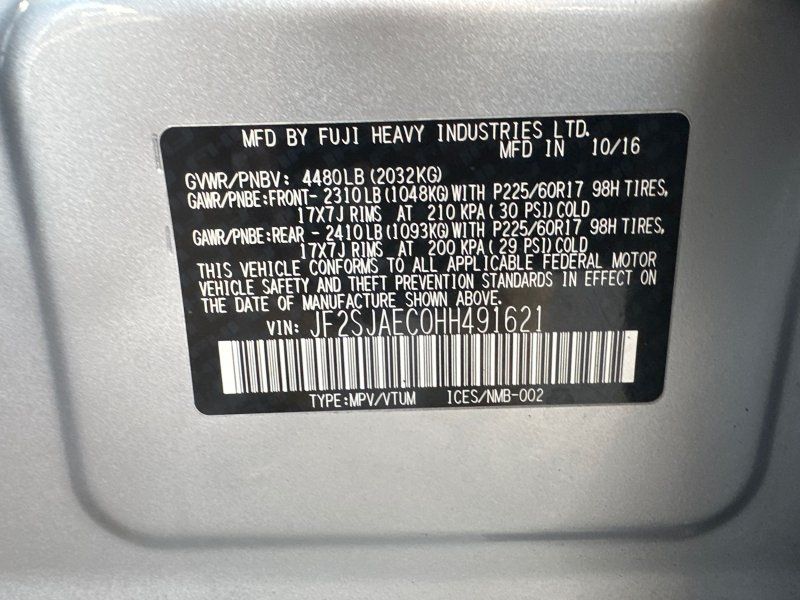 MFD BY FUJI HEAVY INDUSTRIES LTD.
MFD IN 10/16
GVWR/PNBV: 4480LB(2032KG)
GAWR/PNBE:FRONT- 2310LB(1048KG)WITH P225/60R17 98H TIRES,
17X7J RIMS AT 210 KPA(30 PSI)COLD
GAWR/PNBE:REAR - 2410LB(1093KG)WITH P225/60R17 98H TIRES,
17X7J RIMS AT 200 KPA(29 PSI)COLD
THIS VEHICLE CONFORMS TO ALL APPLICABLE FEDERAL MOTOR
VEHICLE SAFETY AND THEFT PREVENTION STANDARDS IN EFFECT ON
THE DATE OF MANUFACTURE SHOWN ABOVE.
VIN: JF2SJAEC0HH491621
TYPE:MPV/VTUM ICES/NMB-002